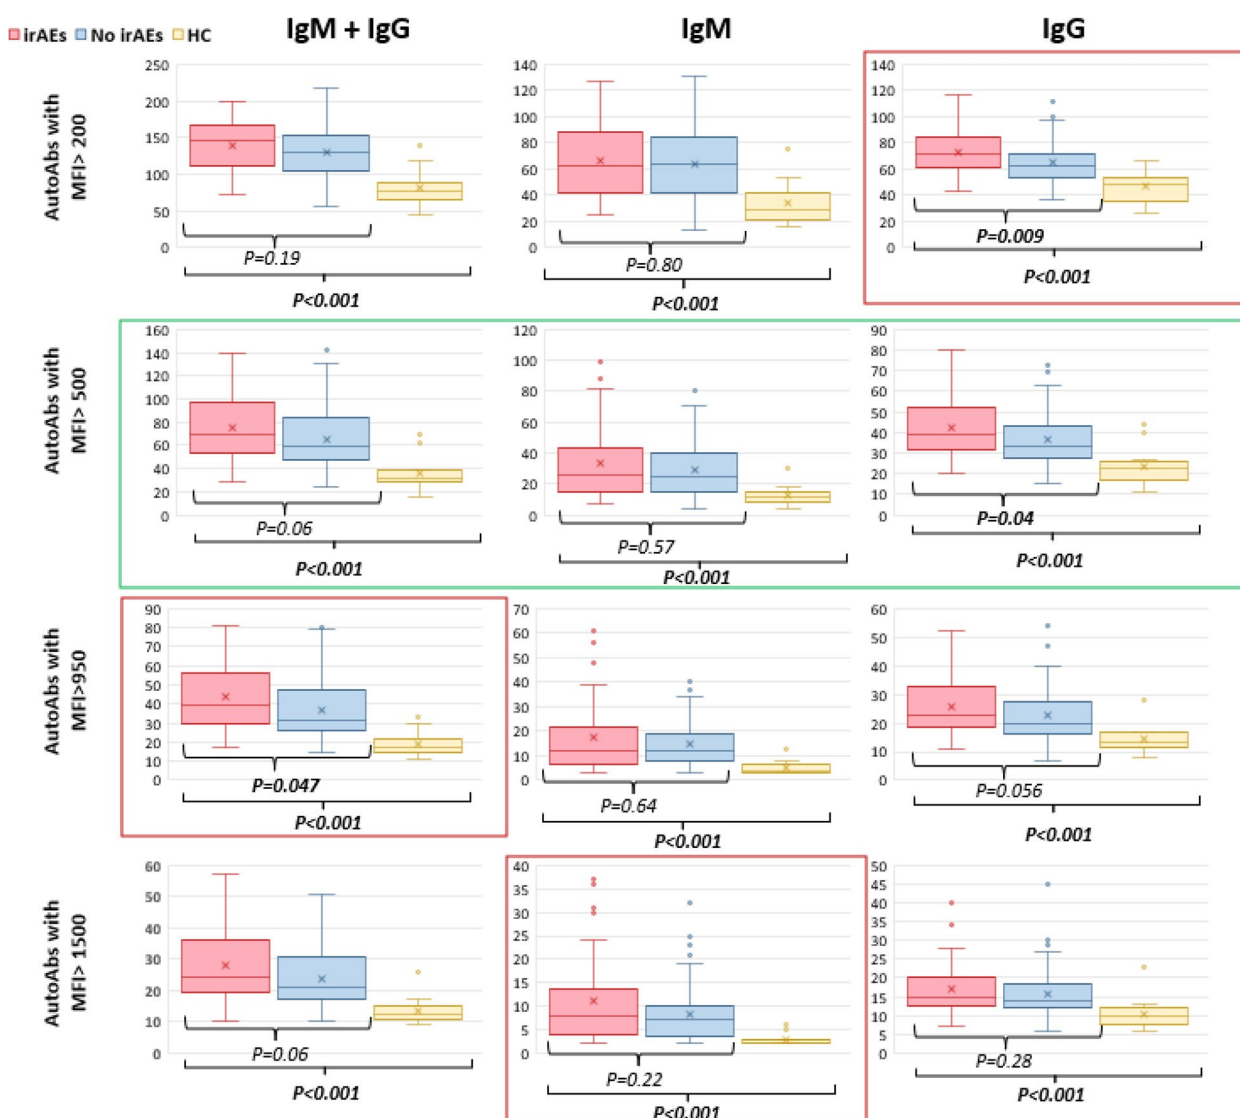 irAEs No irAEs HC
IgM + IgG
IgM
IgG
AutoAbs with
MFI> 200
250
200
150
100
50
0
P=0.19
P<0.001
140
120
100
80
60
40
20
0
P=0.80
P<0.001
140
120
100
80
60
40
20
0
P=0.009
P<0.001
AutoAbs with
MFI> 500
160
140
120
100
80
60
40
20
0
P=0.06
P<0.001
120
100
80
60
40
20
0
P=0.57
P<0.001
90
80
70
60
50
40
30
20
10
0
P=0.04
P<0.001
AutoAbs with
MFI>950
90
80
70
60
50
40
30
20
10
0
P=0.047
P<0.001
70
60
50
40
30
20
10
0
P=0.64
P<0.001
60
50
40
30
20
10
0
P=0.056
P<0.001
AutoAbs with
MFI> 1500
60
50
40
30
20
10
0
P=0.06
P<0.001
40
35
30
25
20
15
10
5
0
P=0.22
P<0.001
50
45
40
35
30
25
20
15
10
5
0
P=0.28
P<0.001